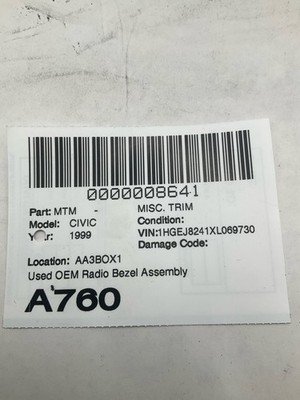 0000008641
Part: MTM - MISC. TRIM
Model: CIVIC Condition:
Year: 1999 VIN:1HGEJ8241XL069730
Damage Code:
Location: AA3BOX1
Used OEM Radio Bezel Assembly
A760